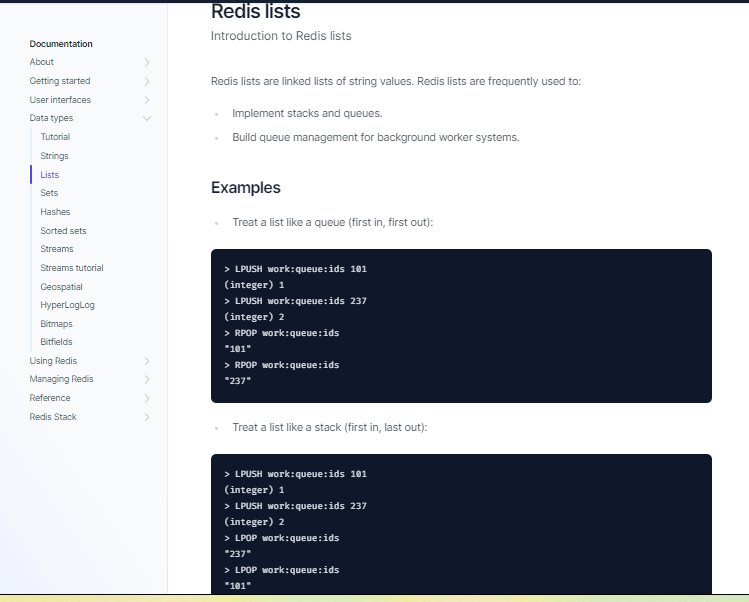 Redis lists
Introduction to Redis lists
Documentation
About
Getting started
User interfaces
Data types
Tutorial
Strings
Lists
Sets
Hashes
Sorted sets
Streams
Streams tutorial
Geospatial
HyperLogLog
Bitmaps
Bitfields
Using Redis
Managing Redis
Reference
Redis Stack
Redis lists are linked lists of string values. Redis lists are frequently used to:
Implement stacks and queues.
Build queue management for background worker systems.
Examples
Treat a list like a queue (first in, first out):
> LPUSH work:queue:ids 101
(integer) 1
> LPUSH work:queue:ids 237
(integer) 2
> RPOP work:queue:ids
"101"
> RPOP work:queue:ids
"237"
Treat a list like a stack (first in, last out):
> LPUSH work:queue:ids 101
(integer) 1
> LPUSH work:queue:ids 237
(integer) 2
> LPOP work:queue:ids
"237"
> LPOP work:queue:ids
"101"